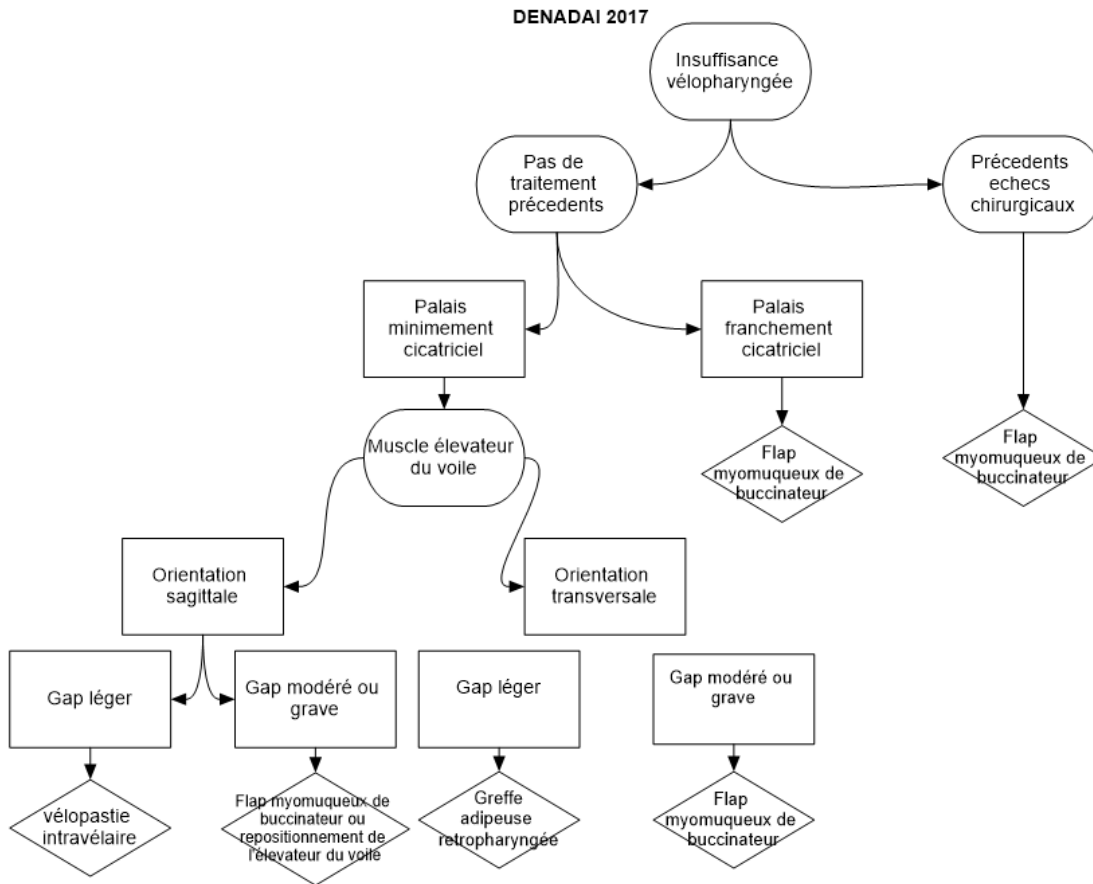 DENADAI 2017
Insuffisance
vélopharyngée
Pas de
traitement
précedents
Précedents
echecs
chirurgicaux
Palais
minimement
cicatriciel
Palais
franchement
cicatriciel
Muscle élevateur
du voile
Flap
myomuqueux de
buccinateur
Flap
myomuqueux de
buccinateur
Orientation
sagittale
Orientation
transversale
Gap léger
Gap modéré ou
grave
Gap léger
Gap modéré ou
grave
vélopastie
intravélaire
Flap myomuqueux de
buccinateur ou
repositionnement de
l'élevateur du voile
Greffe
adipeuse
retropharyngée
Flap
myomuqueux de
buccinateur